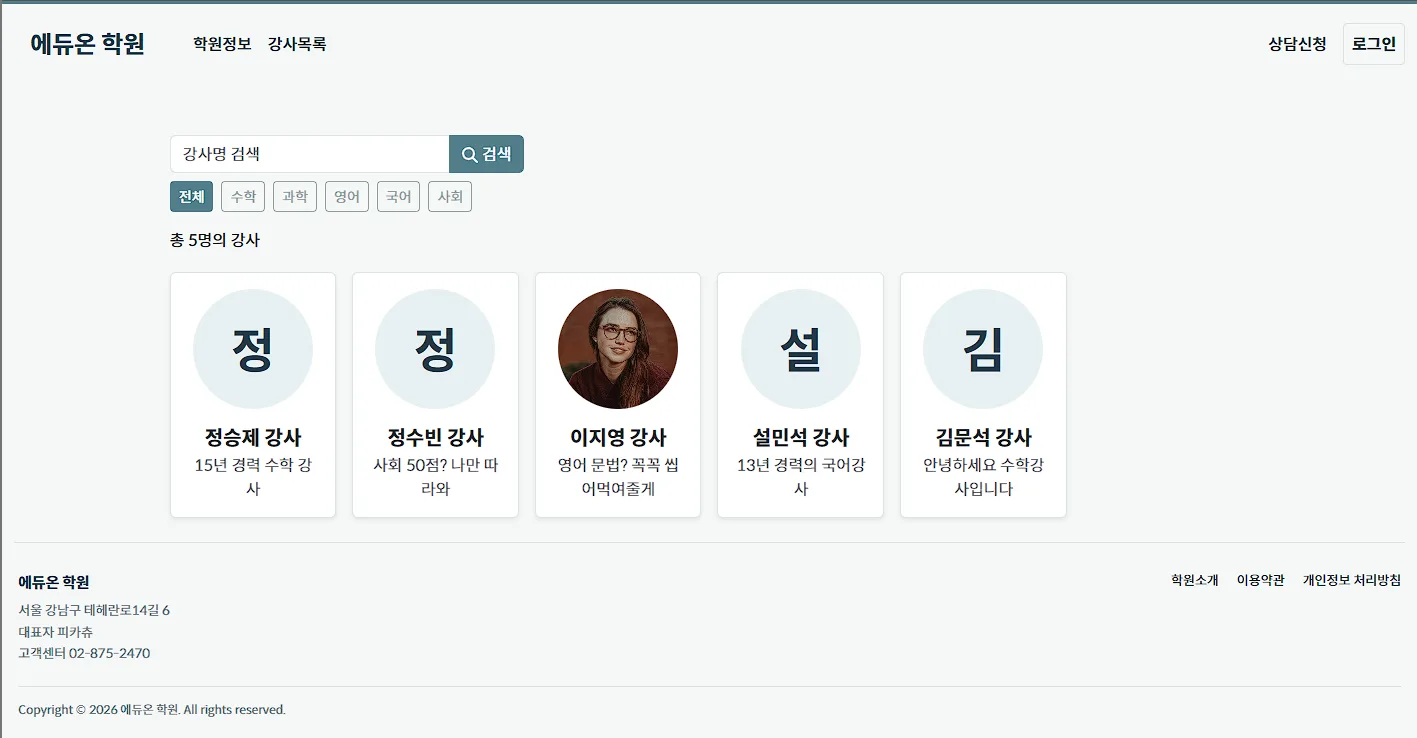 에듀온 학원 학원정보 강사목록 상담신청 로그인
강사명 검색 검색
전체 수학 과학 영어 국어 사회
총 5명의 강사
정
정승제 강사
15년 경력 수학 강
사
정
정수빈 강사
사회 50점? 나만 따
라와
이지영 강사
영어 문법? 꼭꼭 씹
어먹여줄게
설
설민석 강사
13년 경력의 국어강
사
김
김문석 강사
안녕하세요 수학강
사입니다
에듀온 학원
서울 강남구 테헤란로14길 6
대표자 피카츄
고객센터 02-875-2470
학원소개 이용약관 개인정보 처리방침
Copyright © 2026 에듀온 학원. All rights reserved.